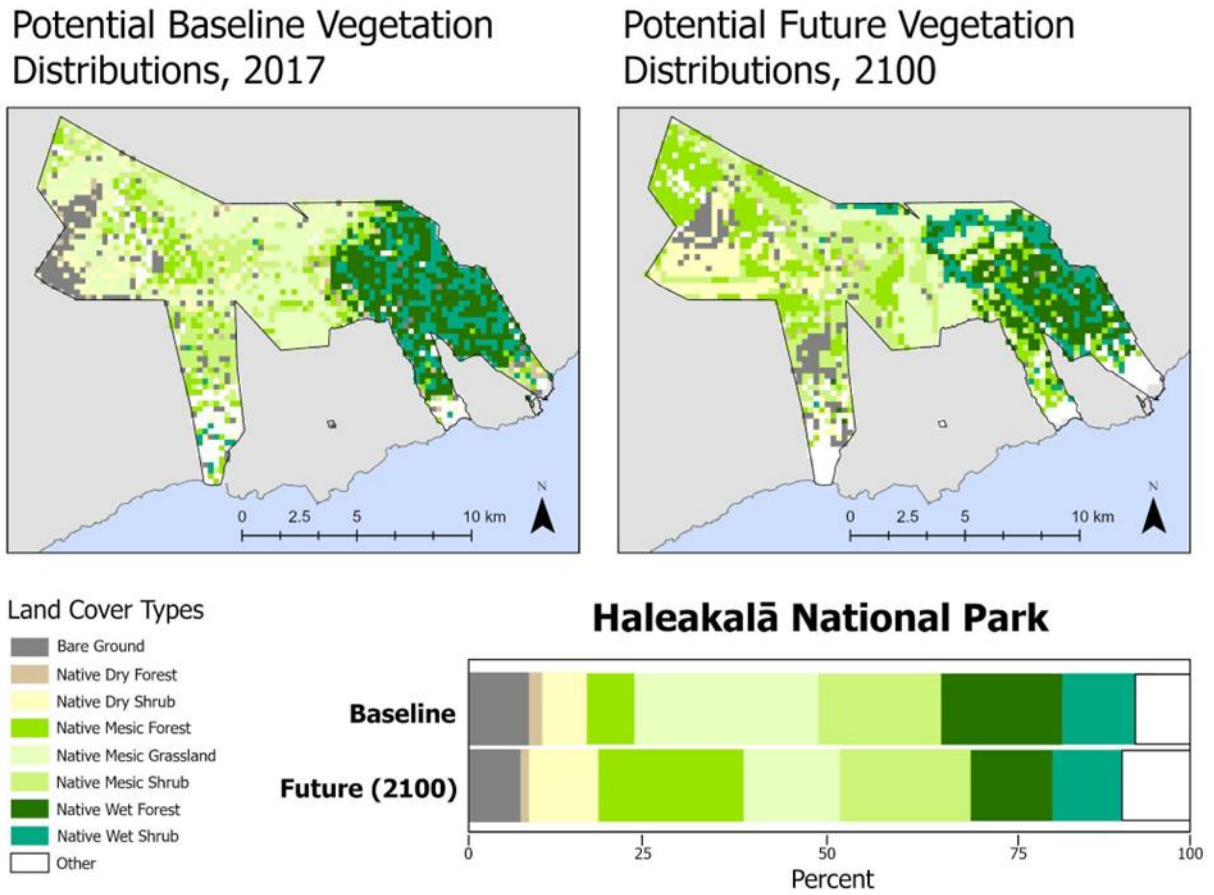 Potential Baseline Vegetation
Distributions, 2017
Potential Future Vegetation
Distributions, 2100
N
0 2.5 5 10 km
N
0 2.5 5 10 km
Land Cover Types
Bare Ground
Native Dry Forest
Native Dry Shrub
Native Mesic Forest
Native Mesic Grassland
Native Mesic Shrub
Native Wet Forest
Native Wet Shrub
Other
Haleakalā National Park
Baseline
Future (2100)
0 25 50 75 100
Percent